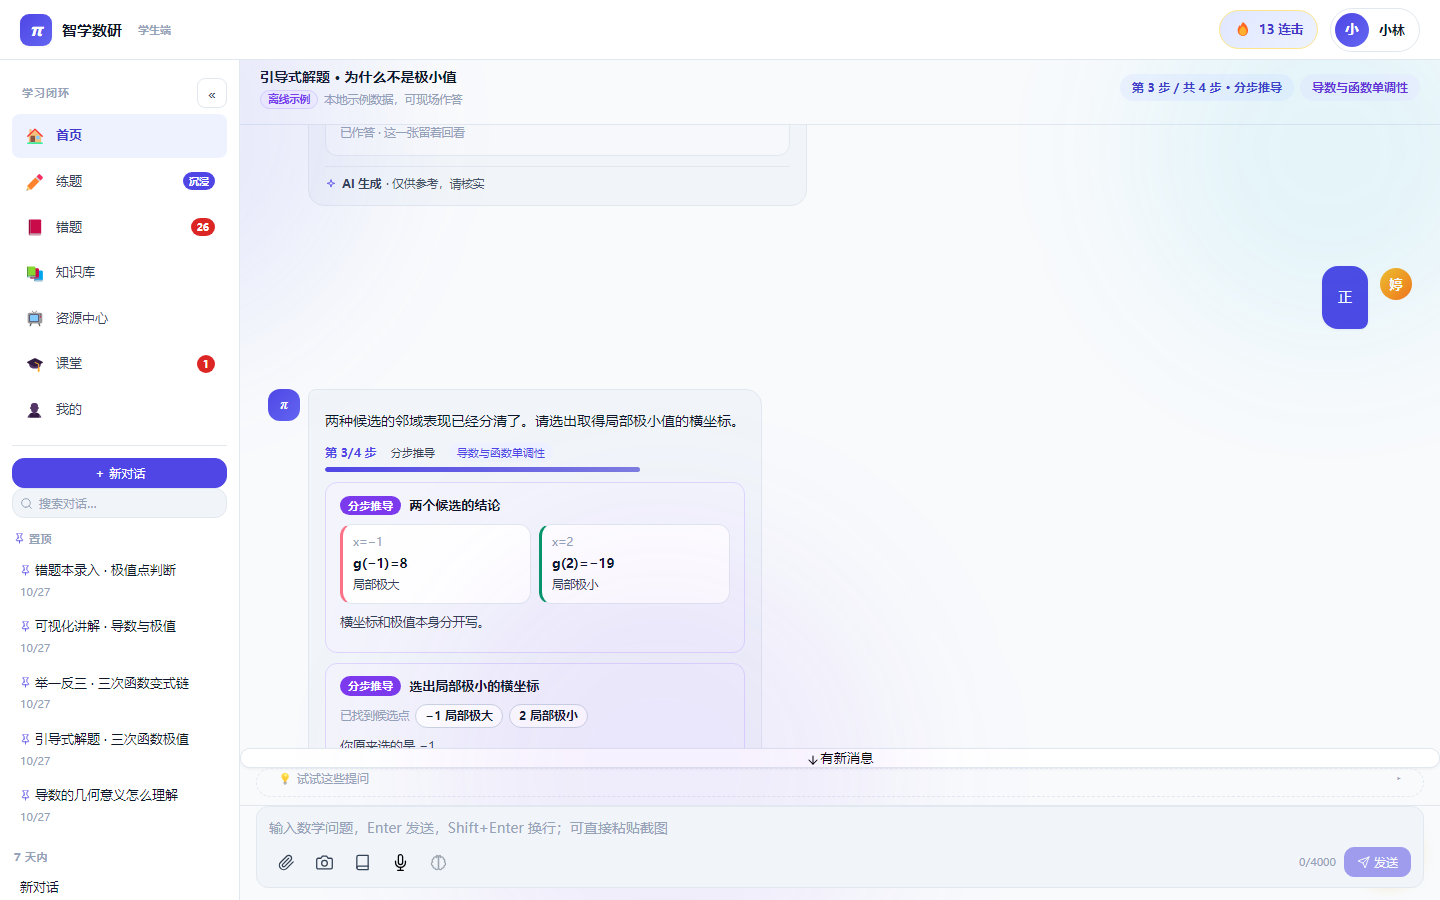 π 智学数研 学生端
13 连击
小 小林
学习闭环
«
首页
练题 沉浸
错题 26
知识库
资源中心
课堂 1
我的
+ 新对话
搜索对话...
置顶
错题本录入 · 极值点判断
10/27
可视化讲解 · 导数与极值
10/27
举一反三 · 三次函数变式链
10/27
引导式解题 · 三次函数极值
10/27
导数的几何意义怎么理解
10/27
7 天内
新对话
引导式解题 • 为什么不是极小值
离线示例 本地示例数据，可现场作答
第 3 步 / 共 4 步 • 分步推导
导数与函数单调性
已作答 · 这一张留着回看
AI 生成 · 仅供参考，请核实
正
婷
π
两种候选的邻域表现已经分清了。请选出取得局部极小值的横坐标。
第 3/4 步 分步推导 导数与函数单调性
分步推导 两个候选的结论
x=−1
g(−1)=8
局部极大
x=2
g(2)=−19
局部极小
横坐标和极值本身分开写。
分步推导 选出局部极小的横坐标
已找到候选点 −1 局部极大 2 局部极小
你原来选的是 −1
↓有新消息
试试这些提问
输入数学问题，Enter 发送，Shift+Enter 换行；可直接粘贴截图
0/4000
发送